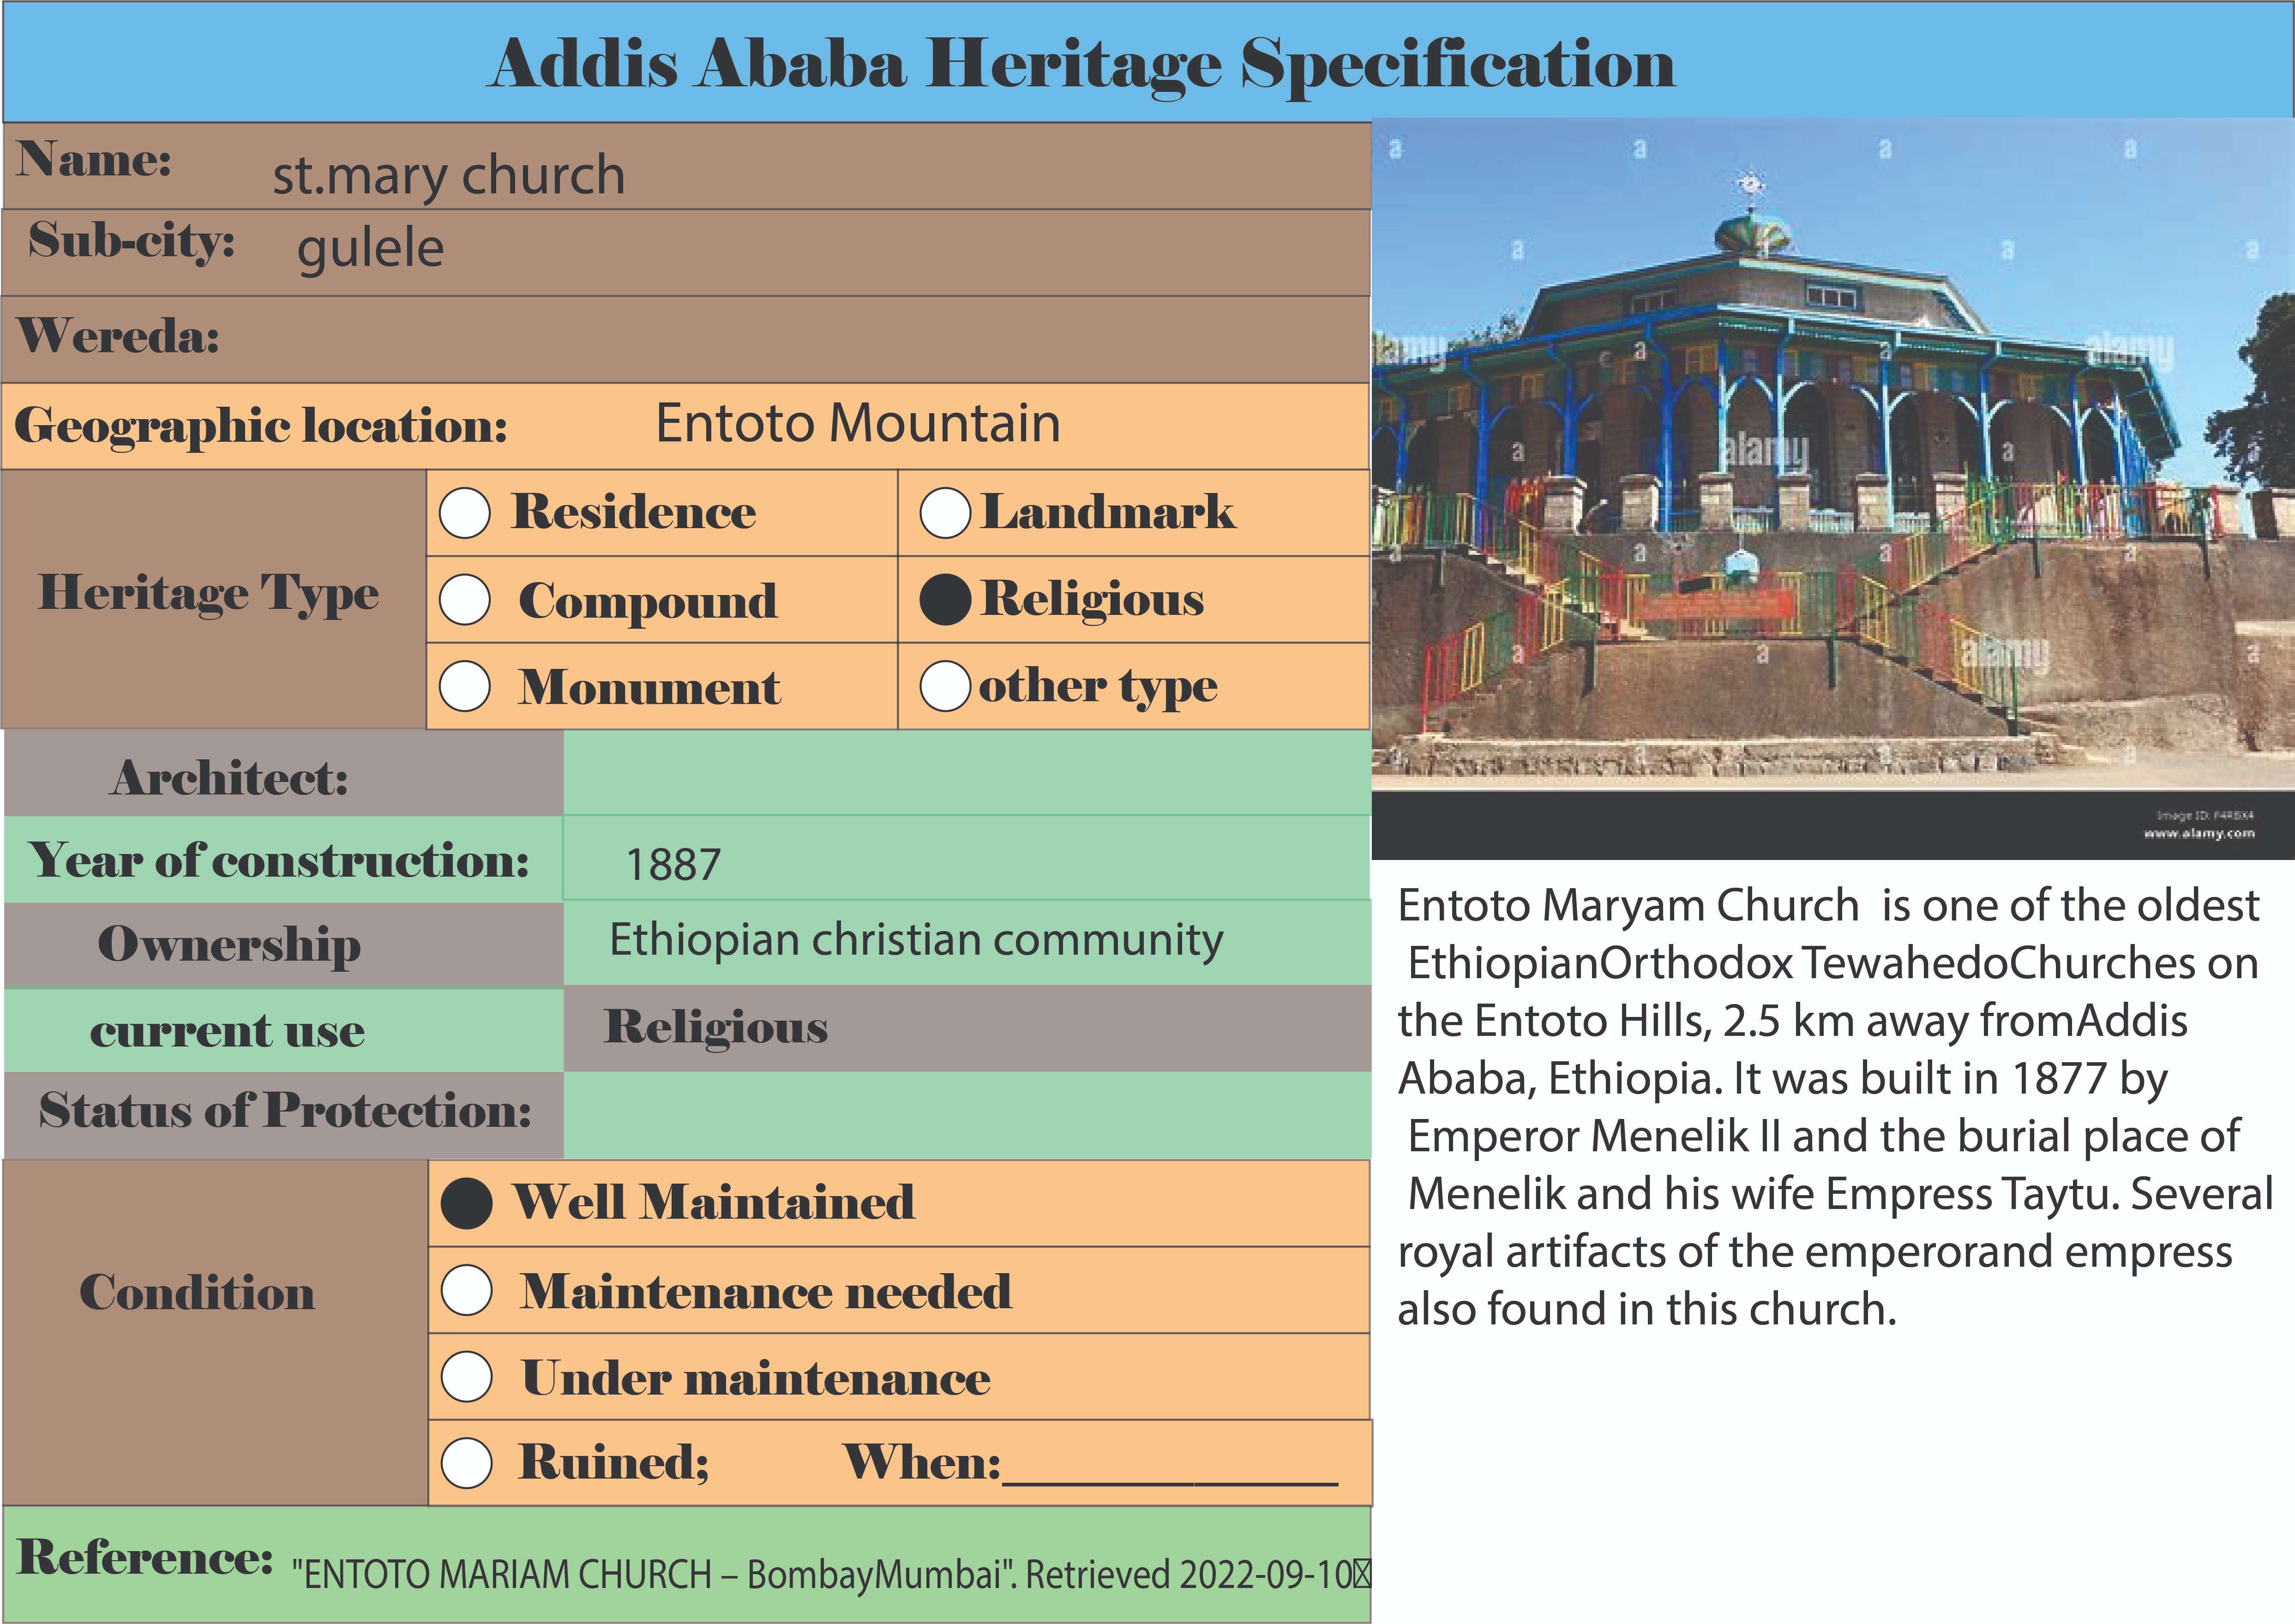 Addis Ababa Heritage Specification
Name: st.mary church
Sub-city: gulele
Wereda:
Geographic location: Entoto Mountain
Heritage Type
Residence
Landmark
Compound
Religious
Monument
other type
Architect:
Year of construction: 1887
Ownership Ethiopian christian community
current use Religious
Status of Protection:
Condition
Well Maintained
Maintenance needed
Under maintenance
Ruined; When:______________
Reference: "ENTOTO MARIAM CHURCH – BombayMumbai". Retrieved 2022-09-10
alamy
alamy
alamy
alamy
a
www.alamy.com
Entoto Maryam Church is one of the oldest
EthiopianOrthodox TewahedoChurches on
the Entoto Hills, 2.5 km away fromAddis
Ababa, Ethiopia. It was built in 1877 by
Emperor Menelik II and the burial place of
Menelik and his wife Empress Taytu. Several
royal artifacts of the emperorand empress
also found in this church.